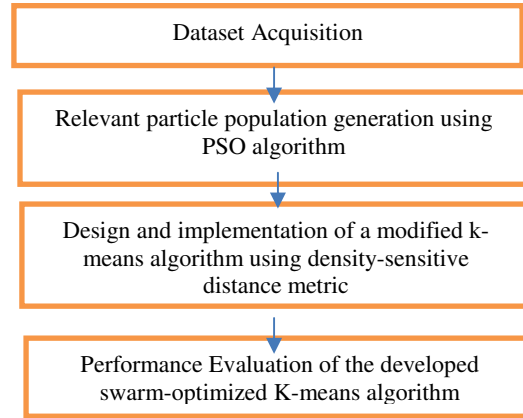 Dataset Acquisition
Relevant particle population generation using
PSO algorithm
Design and implementation of a modified k-
means algorithm using density-sensitive
distance metric
Performance Evaluation of the developed
swarm-optimized K-means algorithm